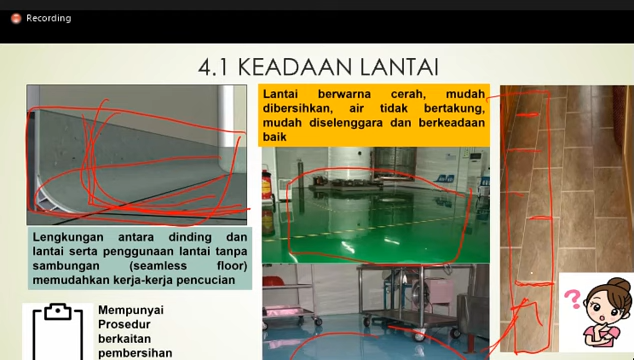 Recording
4.1 KEADAAN LANTAI
Lantai berwarna cerah, mudah
dibersihkan, air tidak bertakung,
mudah diselenggara dan berkeadaan
baik
Lengkungan antara dinding dan
lantai serta penggunaan lantai tanpa
sambungan (seamless floor)
memudahkan kerja-kerja pencucian
Mempunyai
Prosedur
berkaitan
pembersihan
?